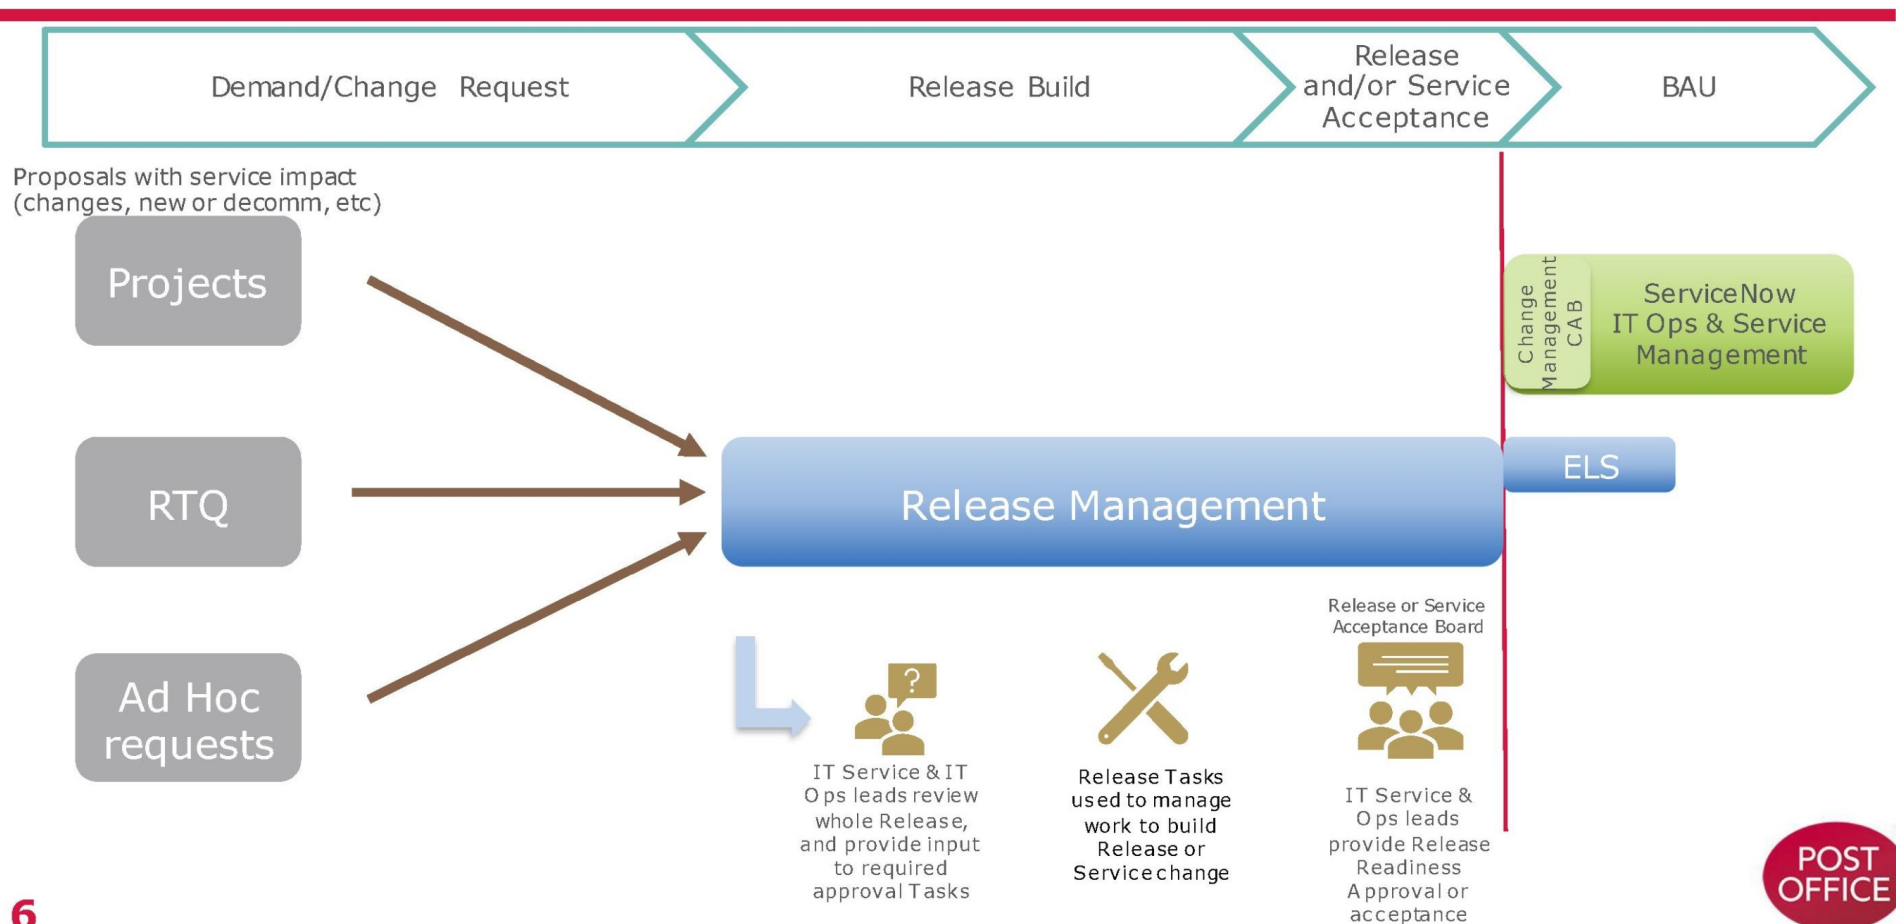 Demand/Change Request
Release Build
Release
and/or Service
Acceptance
BAU
Proposals with service impact
(changes, new or decomm, etc)
Projects
RTQ
Ad Hoc
requests
Release Management
Change
Management
CAB
ServiceNow
IT Ops & Service
Management
ELS
IT Service & IT
Ops leads review
whole Release,
and provide input
to required
approval Tasks
Release Tasks
used to manage
work to build
Release or
Service change
Release or Service
Acceptance Board
?
IT Service &
Ops leads
provide Release
Readiness
Approval or
acceptance
POST
OFFICE
6